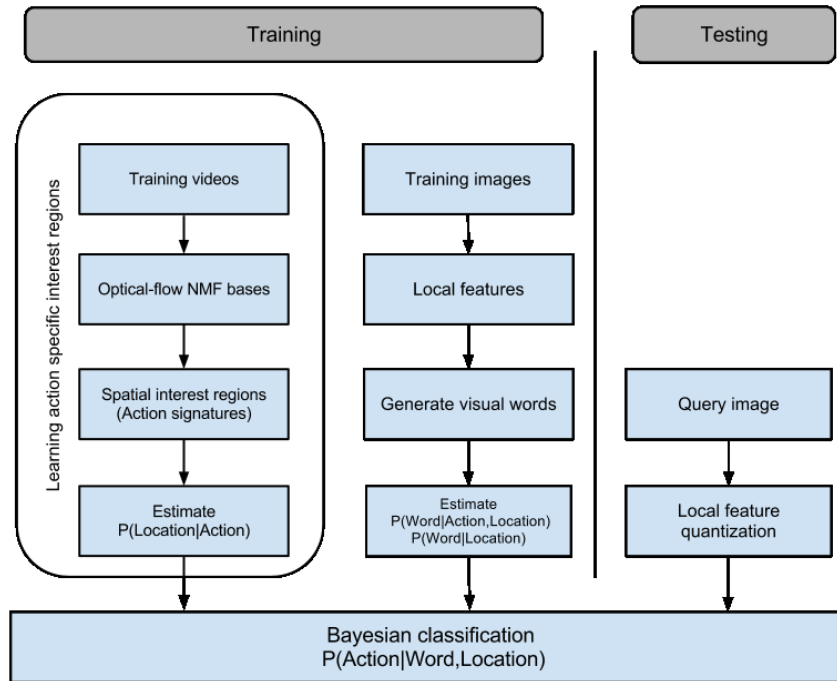 Training
Testing
Learning action specific interest regions
Training videos
Optical-flow NMF bases
Spatial interest regions
(Action signatures)
Estimate
P(Location|Action)
Training images
Local features
Generate visual words
Estimate
P(Word|Action,Location)
P(Word|Location)
Query image
Local feature
quantization
Bayesian classification
P(Action|Word,Location)